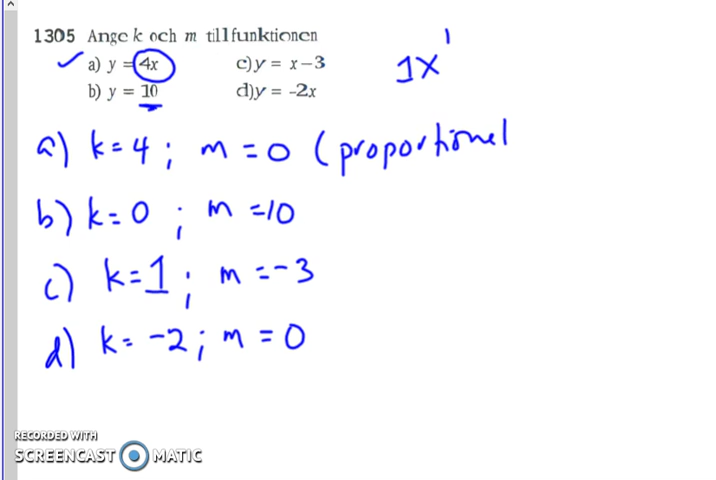 1305 Ange k och m till funktionen
a) y = 4x c)y = x-3
b) y = 10 d)y = -2x
1x¹
a) k = 4 ; m = 0 (proportionel
b) k = 0 ; m = 10
c) k = 1 ; m = -3
d) k = -2 ; m = 0
RECORDED WITH
SCREENCAST MATIC